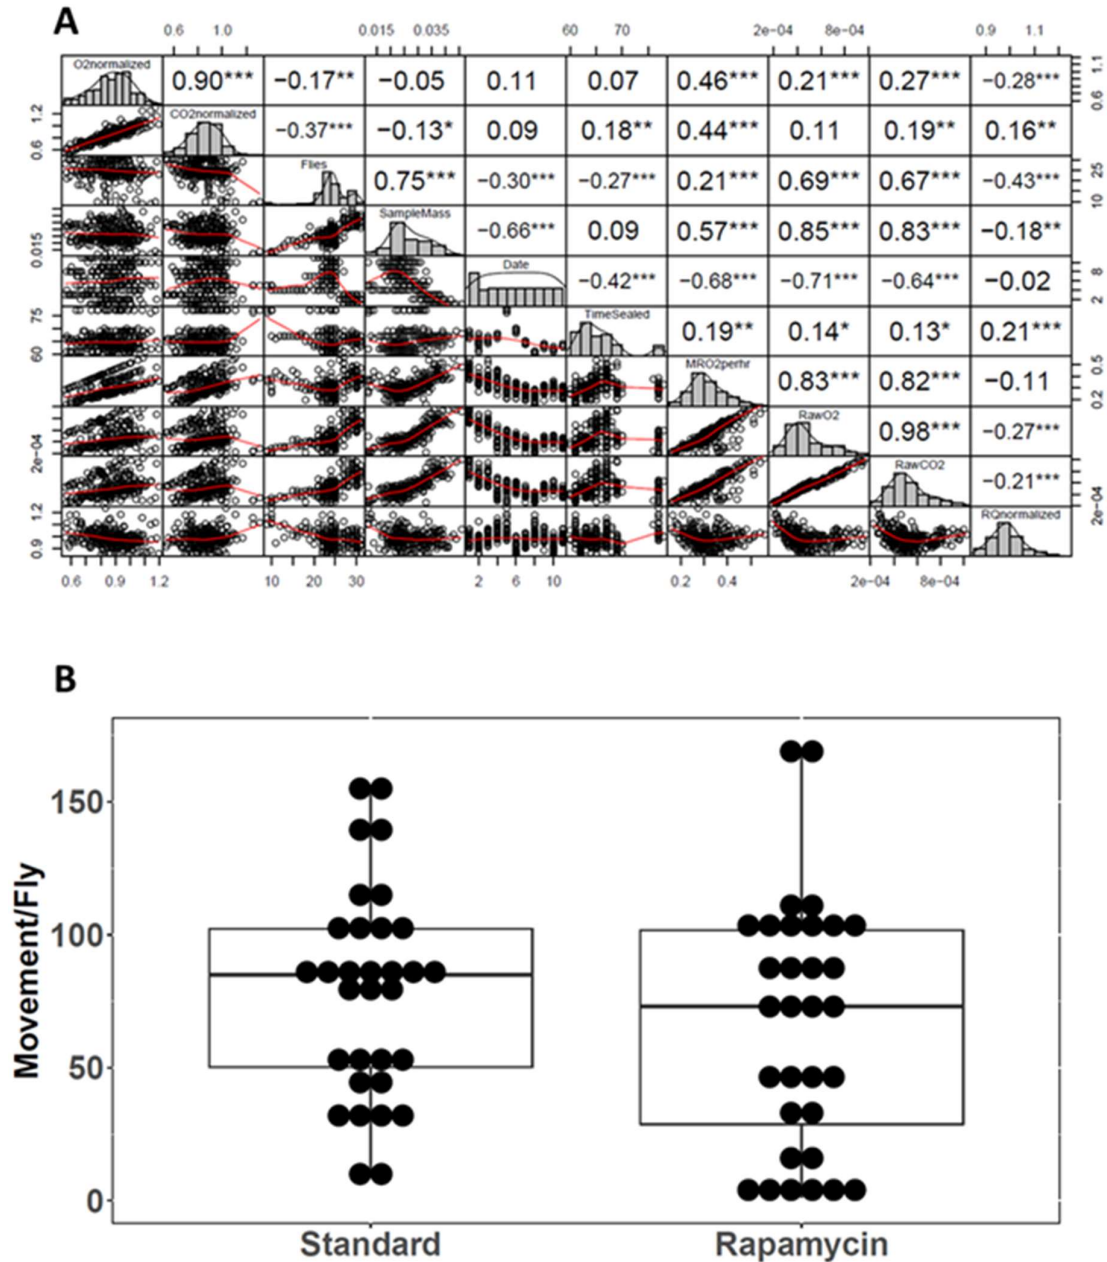 A
0.6 1.0 0.015 0.035 60 70 2e−04 8e−04 0.9 1.1
O2normalized 0.90*** −0.17** −0.05 0.11 0.07 0.46*** 0.21*** 0.27*** −0.28*** 0.6 1.1
0.6 1.2 CO2normalized −0.37*** −0.13* 0.09 0.18** 0.44*** 0.11 0.19** 0.16**
Flies 0.75*** −0.30*** −0.27*** 0.21*** 0.69*** 0.67*** −0.43*** 10 25
0.015 SampleMass −0.66*** 0.09 0.57*** 0.85*** 0.83*** −0.18**
Date −0.42*** −0.68*** −0.71*** −0.64*** −0.02 2 8
60 75 TimeSealed 0.19** 0.14* 0.13* 0.21***
MRO2perhr 0.83*** 0.82*** −0.11 0.2 0.5
2e−04 RawO2 0.98*** −0.27***
RawCO2 −0.21*** 2e−04
0.9 1.2 RQnormalized
0.6 0.9 1.2 10 20 30 2 6 10 0.2 0.4 2e−04 8e−04
B
Movement/Fly
150
100
50
0
Standard Rapamycin